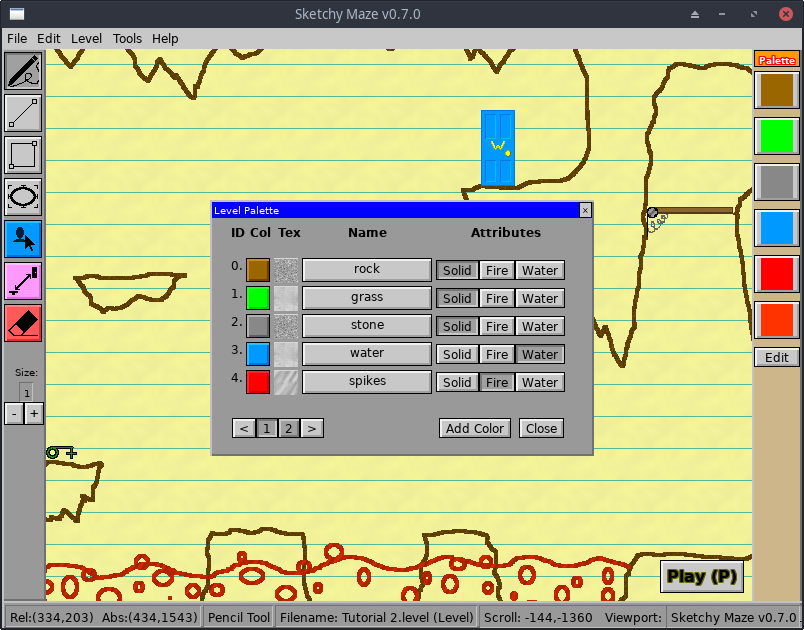 Sketchy Maze v0.7.0
File Edit Level Tools Help
Palette
W
Level Palette x
ID Col Tex Name Attributes
0. rock Solid Fire Water
1. grass Solid Fire Water
2. stone Solid Fire Water
3. water Solid Fire Water
4. spikes Solid Fire Water
< 1 2 > Add Color Close
Edit
Size:
1
- +
Play (P)
Rel:(334,203) Abs:(434,1543) Pencil Tool Filename: Tutorial 2.level (Level) Scroll: -144,-1360 Viewport: Sketchy Maze v0.7.0